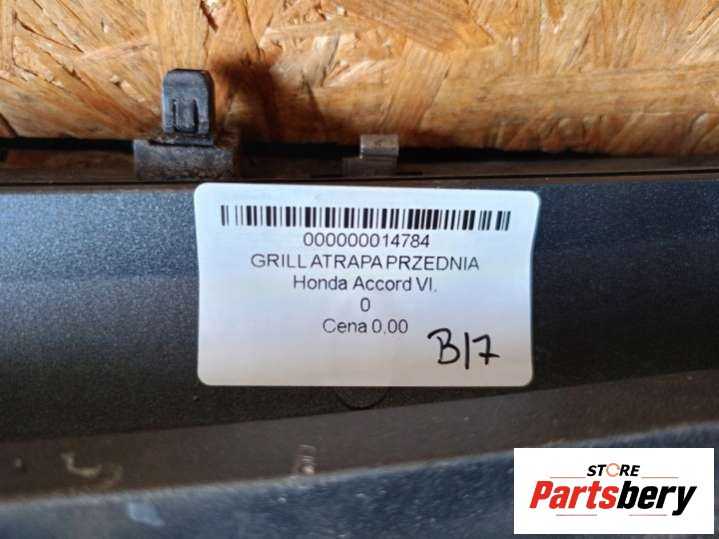 000000014784
GRILL ATRAPA PRZEDNIA
Honda Accord VI.
0
Cena 0.00
B17
STORE
Partsbery